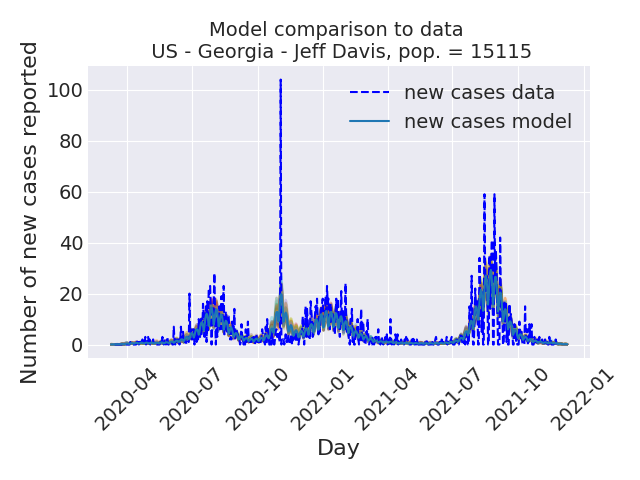 Model comparison to data
US - Georgia - Jeff Davis, pop. = 15115
Number of new cases reported
100
80
60
40
20
0
new cases data
new cases model
2020-04
2020-07
2020-10
2021-01
2021-04
2021-07
2021-10
2022-01
Day